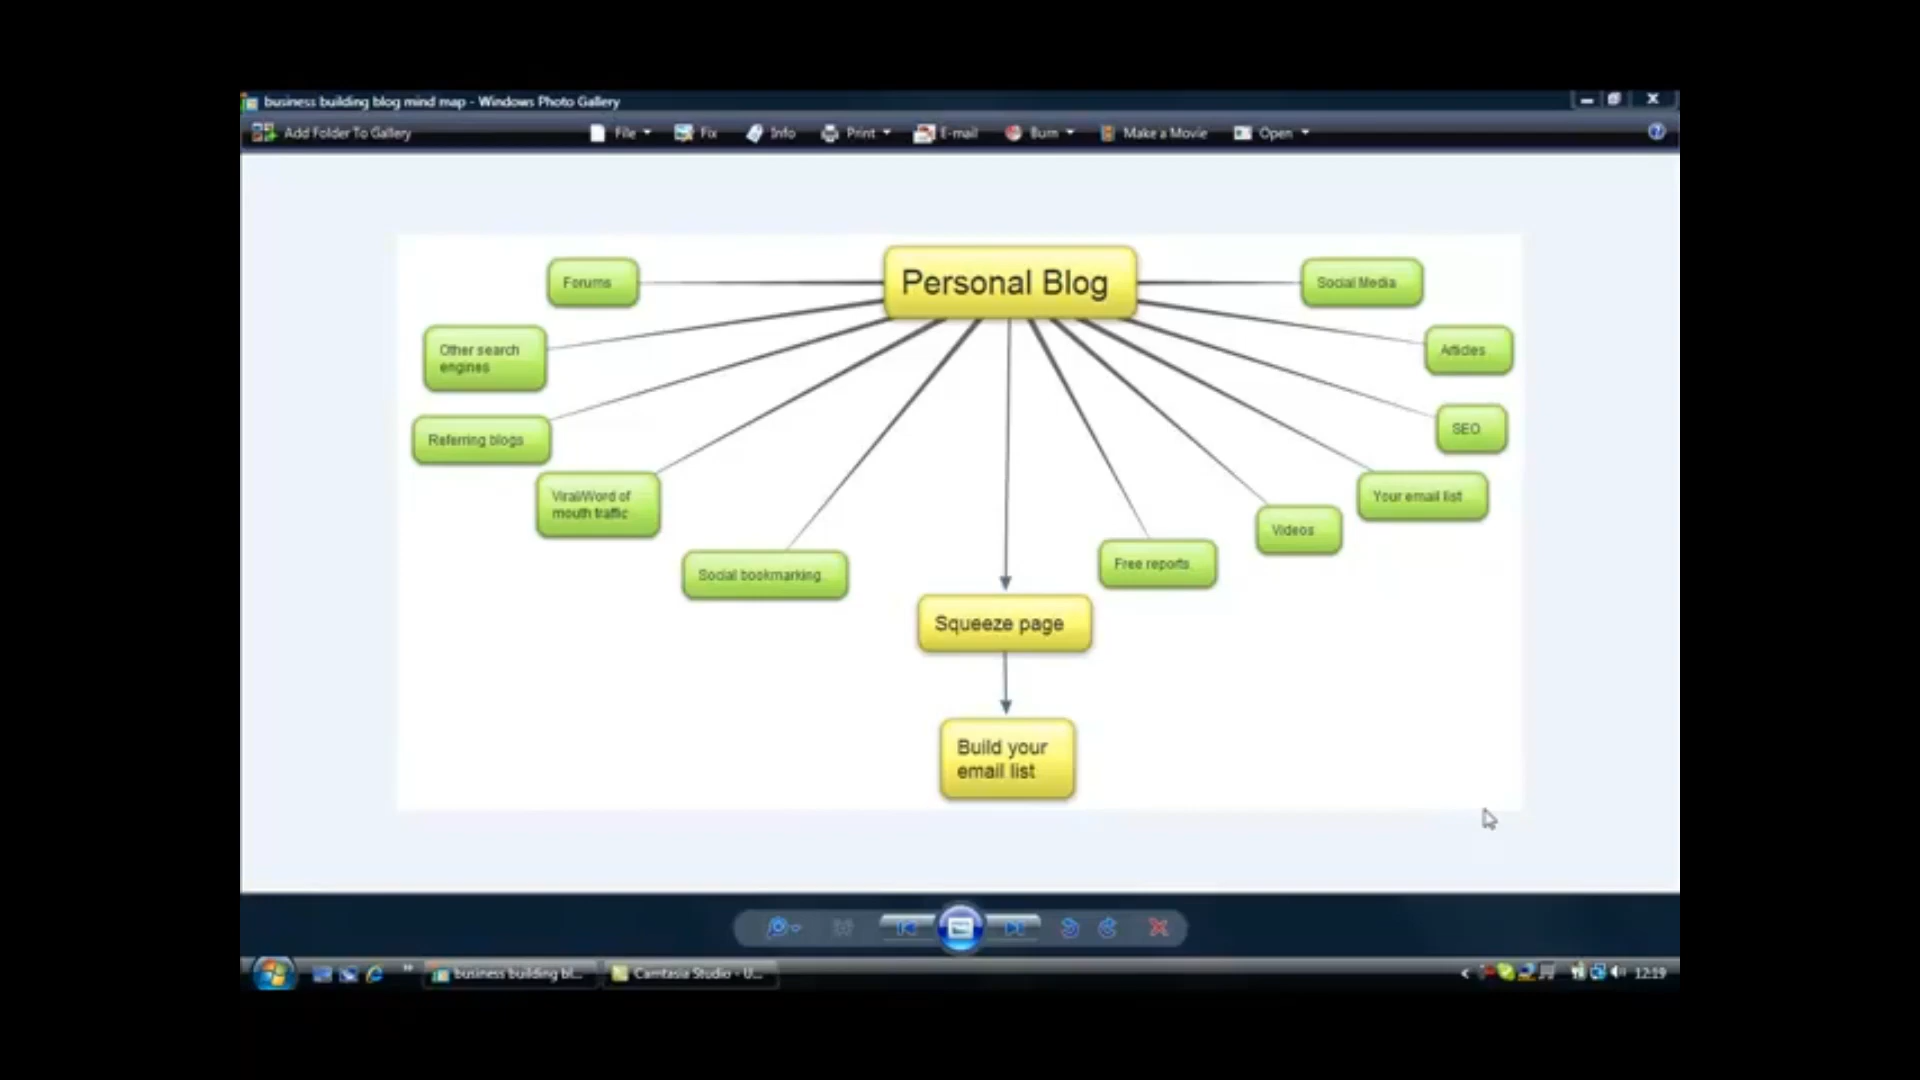 business building blog mind map - Windows Photo Gallery
Add Folder To Gallery
File
Fix
Info
Print
E-mail
Burn
Make a Movie
Open
Personal Blog
Forums
Social Media
Other search
engines
Articles
Referring blogs
SEO
Viral/Word of
mouth traffic
Your email list
Videos
Social bookmarking
Free reports
Squeeze page
Build your
email list
business building bl...
Camtasia Studio - U...
12:19